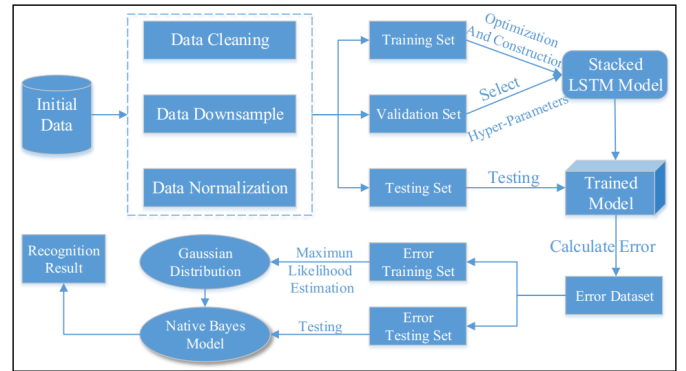 Initial
Data
Data Cleaning
Data Downsample
Data Normalization
Training Set
Validation Set
Testing Set
Optimization
And Construction
Select
Hyper-Parameters
Testing
Stacked
LSTM Model
Trained
Model
Calculate Error
Error Dataset
Error
Training Set
Error
Testing Set
Maximun
Likelihood
Estimation
Testing
Gaussian
Distribution
Native Bayes
Model
Recognition
Result